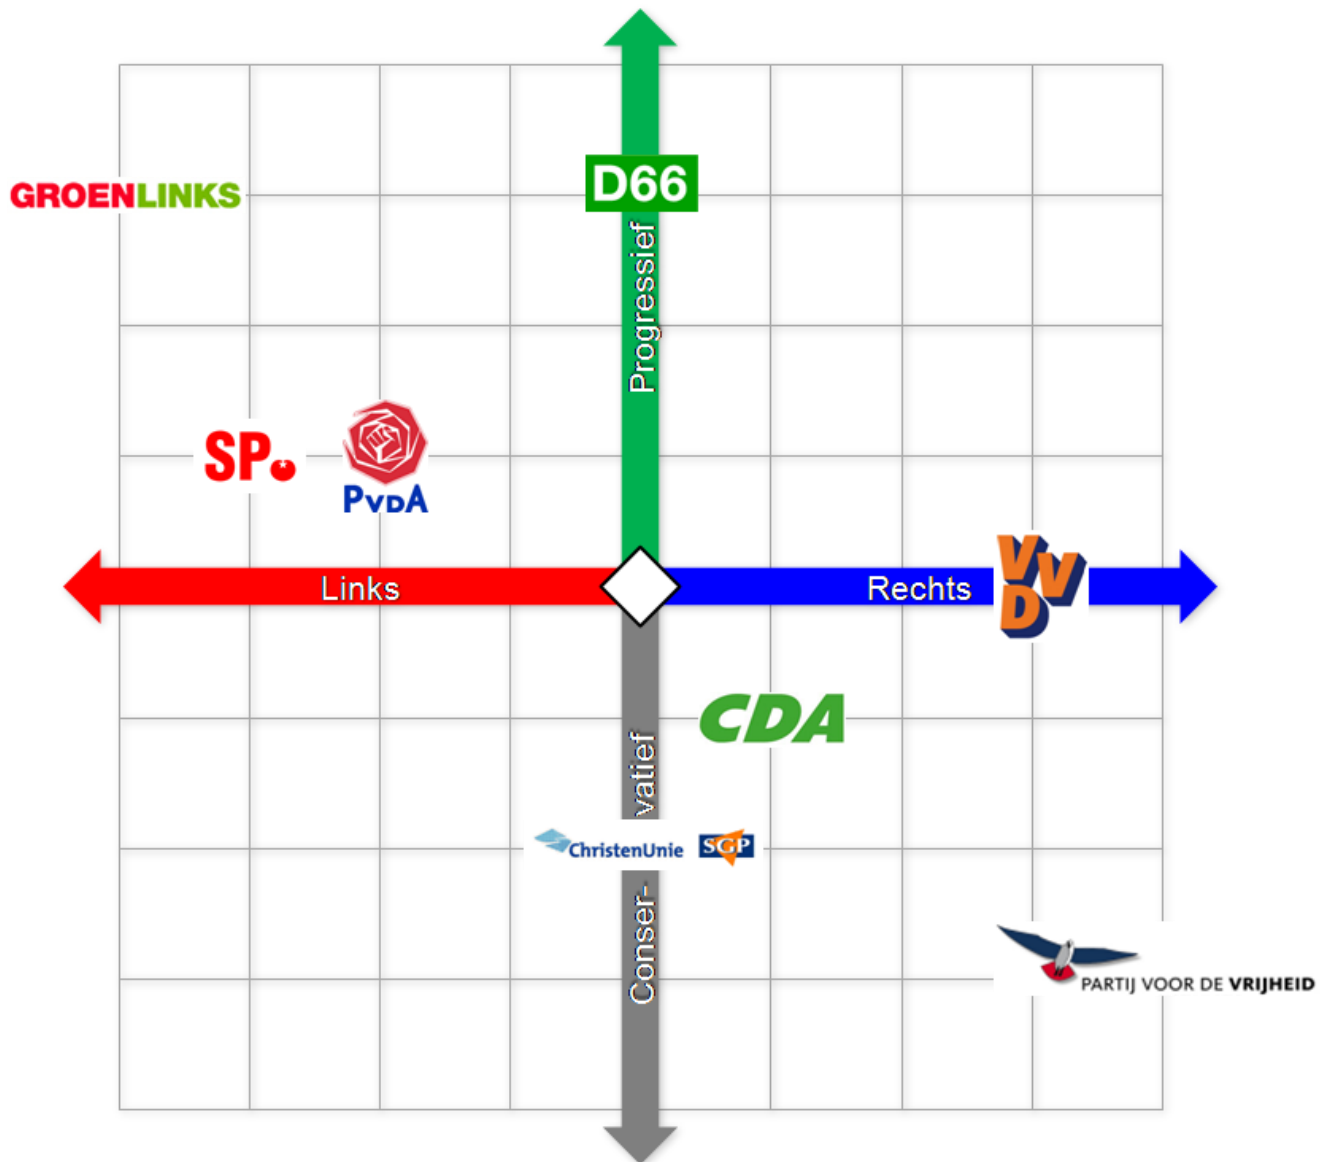 D66
GROENLINKS
Progressief
SP.
PVDA
Links
Rechts
VVD
CDA
Conser-vatief
ChristenUnie
SGP
PARTIJ VOOR DE VRIJHEID